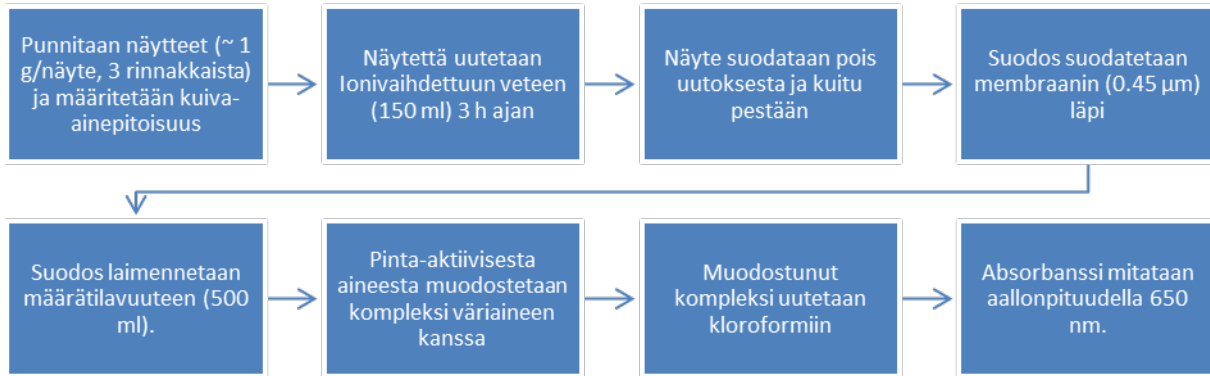 Punnitaan näytteet (~ 1
g/näyte, 3 rinnakkaista)
ja määritetään kuiva-
ainepitoisuus
Näytettä uutetaan
Ionivaihdettuun veteen
(150 ml) 3 h ajan
Näyte suodataan pois
uutoksesta ja kuitu
pestään
Suodos suodatetaan
membraanin (0.45 µm)
läpi
Suodos laimennetaan
määrätilavuuteen (500
ml).
Pinta-aktiivisesta
aineesta muodostetaan
kompleksi väriaineen
kanssa
Muodostunut
kompleksi uutetaan
kloroformiin
Absorbanssi mitataan
aallonpituudella 650
nm.